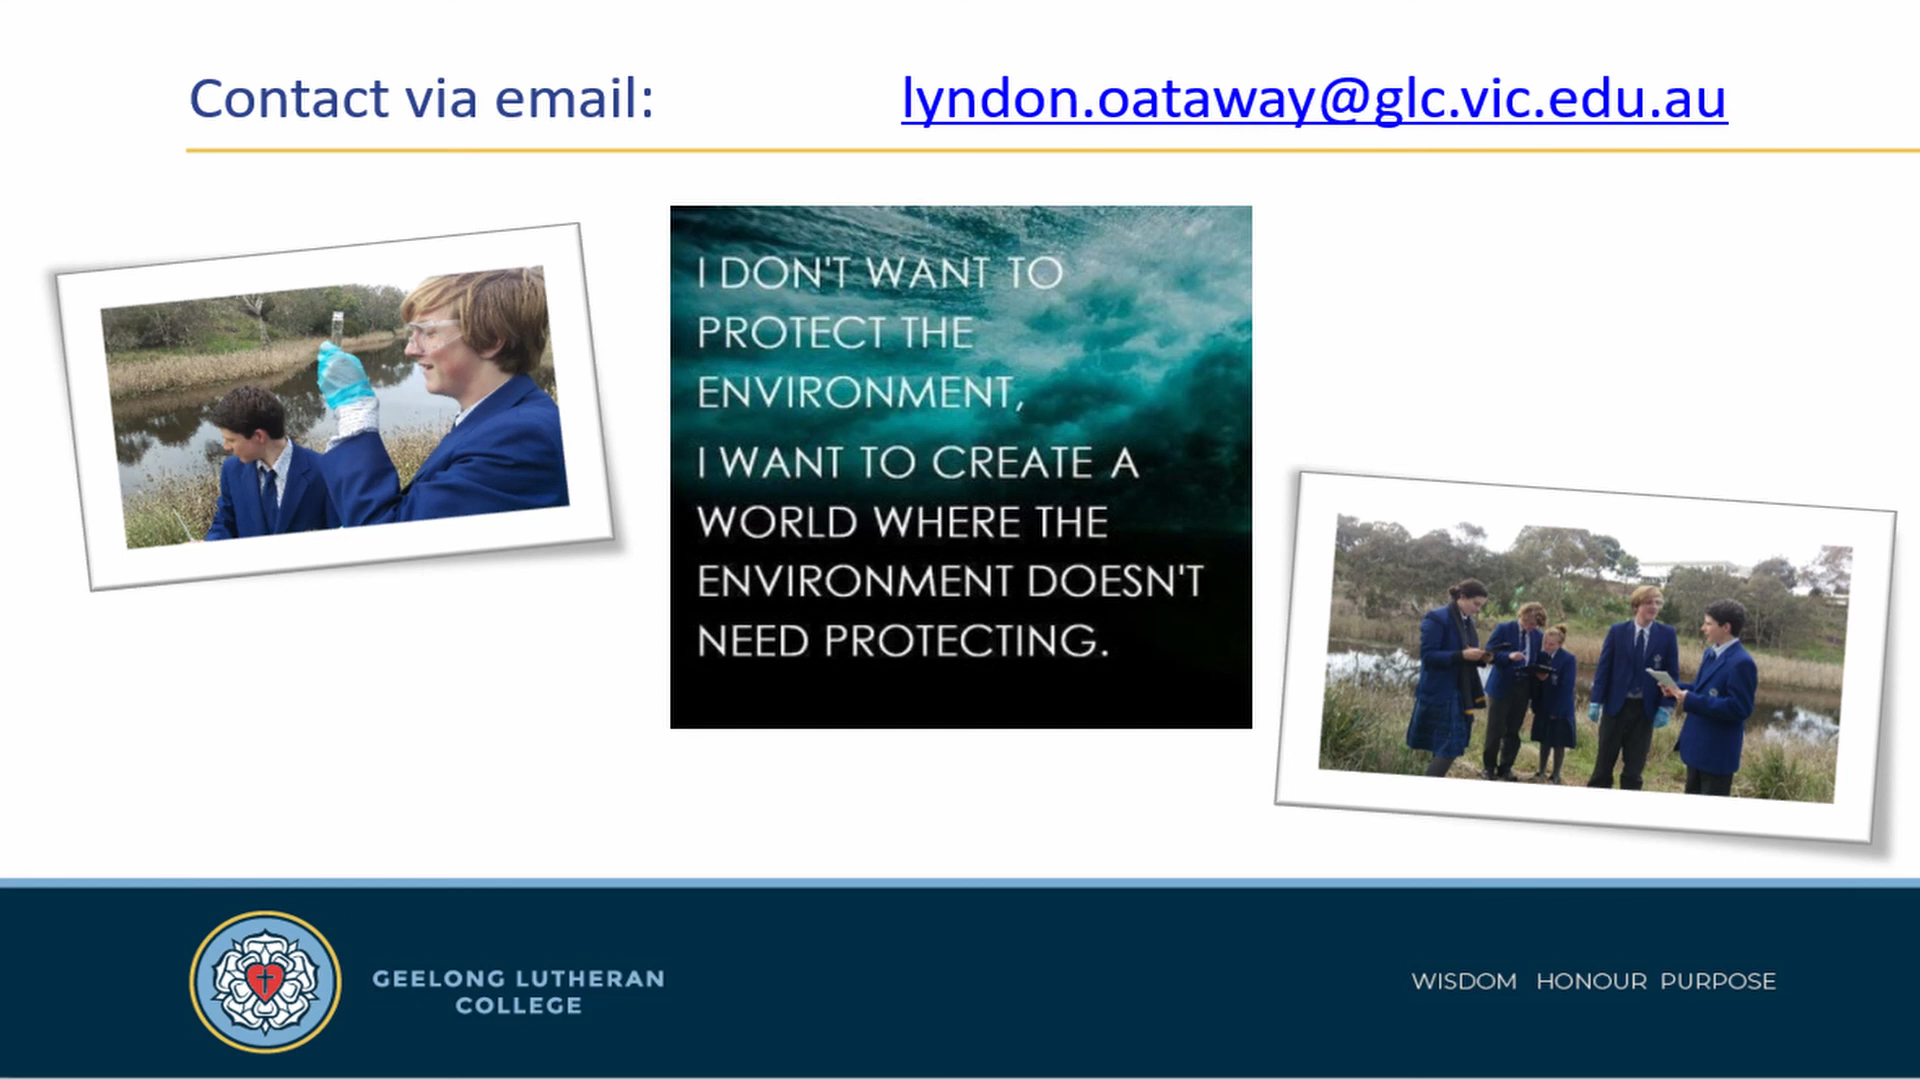 Contact via email: lyndon.oataway@glc.vic.edu.au
I DON'T WANT TO
PROTECT THE
ENVIRONMENT,
I WANT TO CREATE A
WORLD WHERE THE
ENVIRONMENT DOESN'T
NEED PROTECTING.
GEELONG LUTHERAN
COLLEGE
WISDOM HONOUR PURPOSE